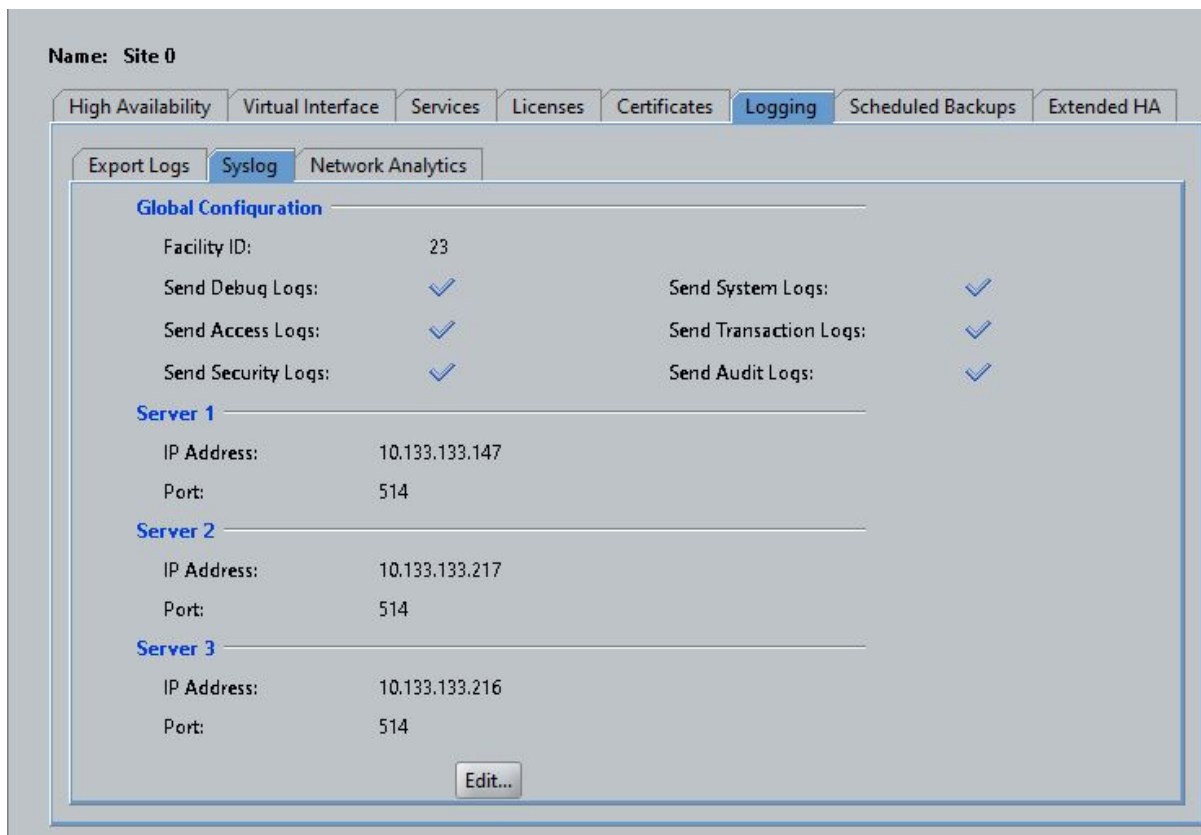 Name: Site 0
High Availability Virtual Interface Services Licenses Certificates Logging Scheduled Backups Extended HA
Export Logs Syslog Network Analytics
Global Configuration
Facility ID: 23
Send Debug Logs: Send System Logs:
Send Access Logs: Send Transaction Logs:
Send Security Logs: Send Audit Logs:
Server 1
IP Address: 10.133.133.147
Port: 514
Server 2
IP Address: 10.133.133.217
Port: 514
Server 3
IP Address: 10.133.133.216
Port: 514
Edit...